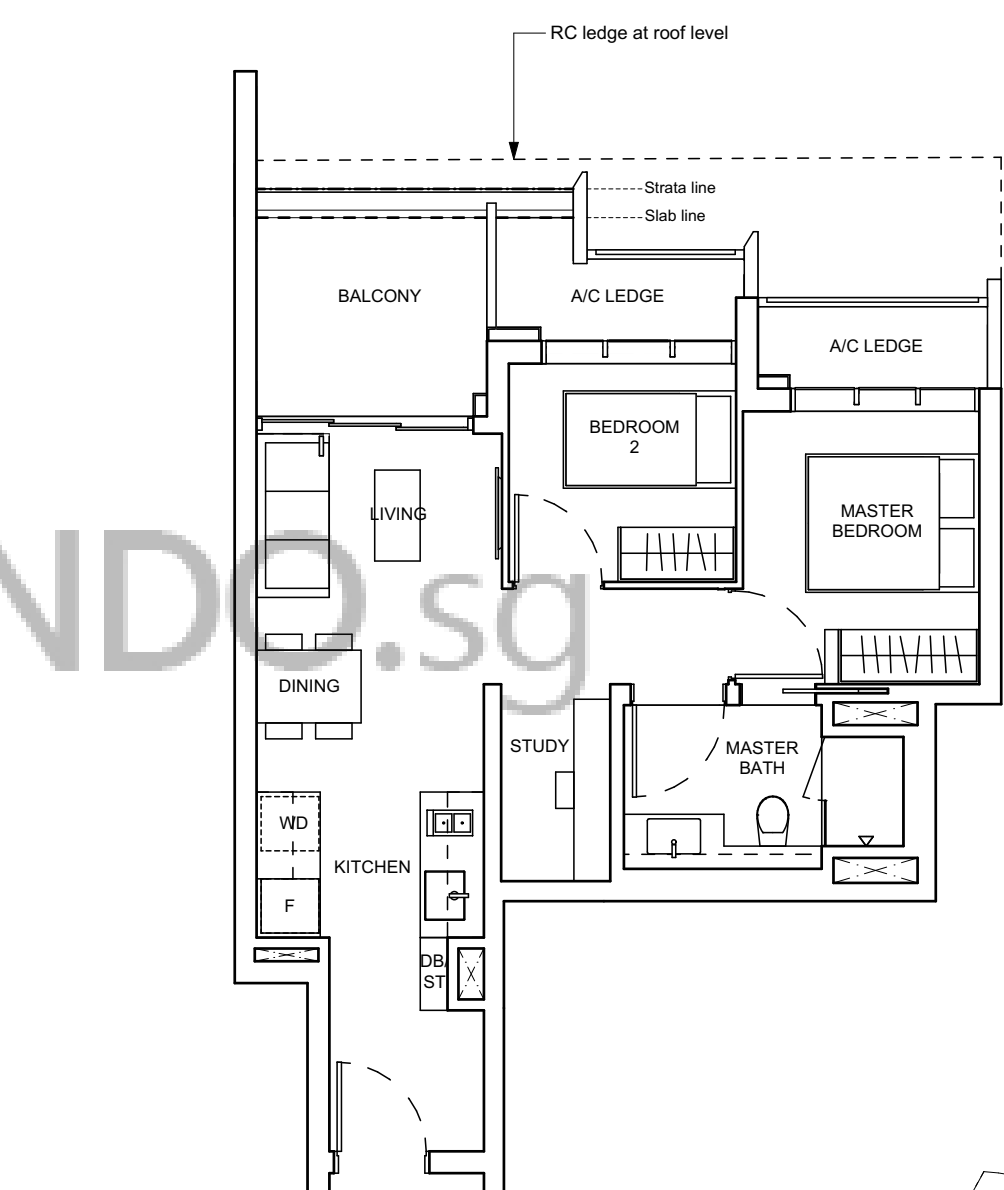 RC ledge at roof level
Strata line
Slab line
BALCONY
A/C LEDGE
A/C LEDGE
BEDROOM
2
LIVING
MASTER
BEDROOM
NDO.sg
DINING
STUDY
MASTER
BATH
WD
KITCHEN
F
DB/
ST